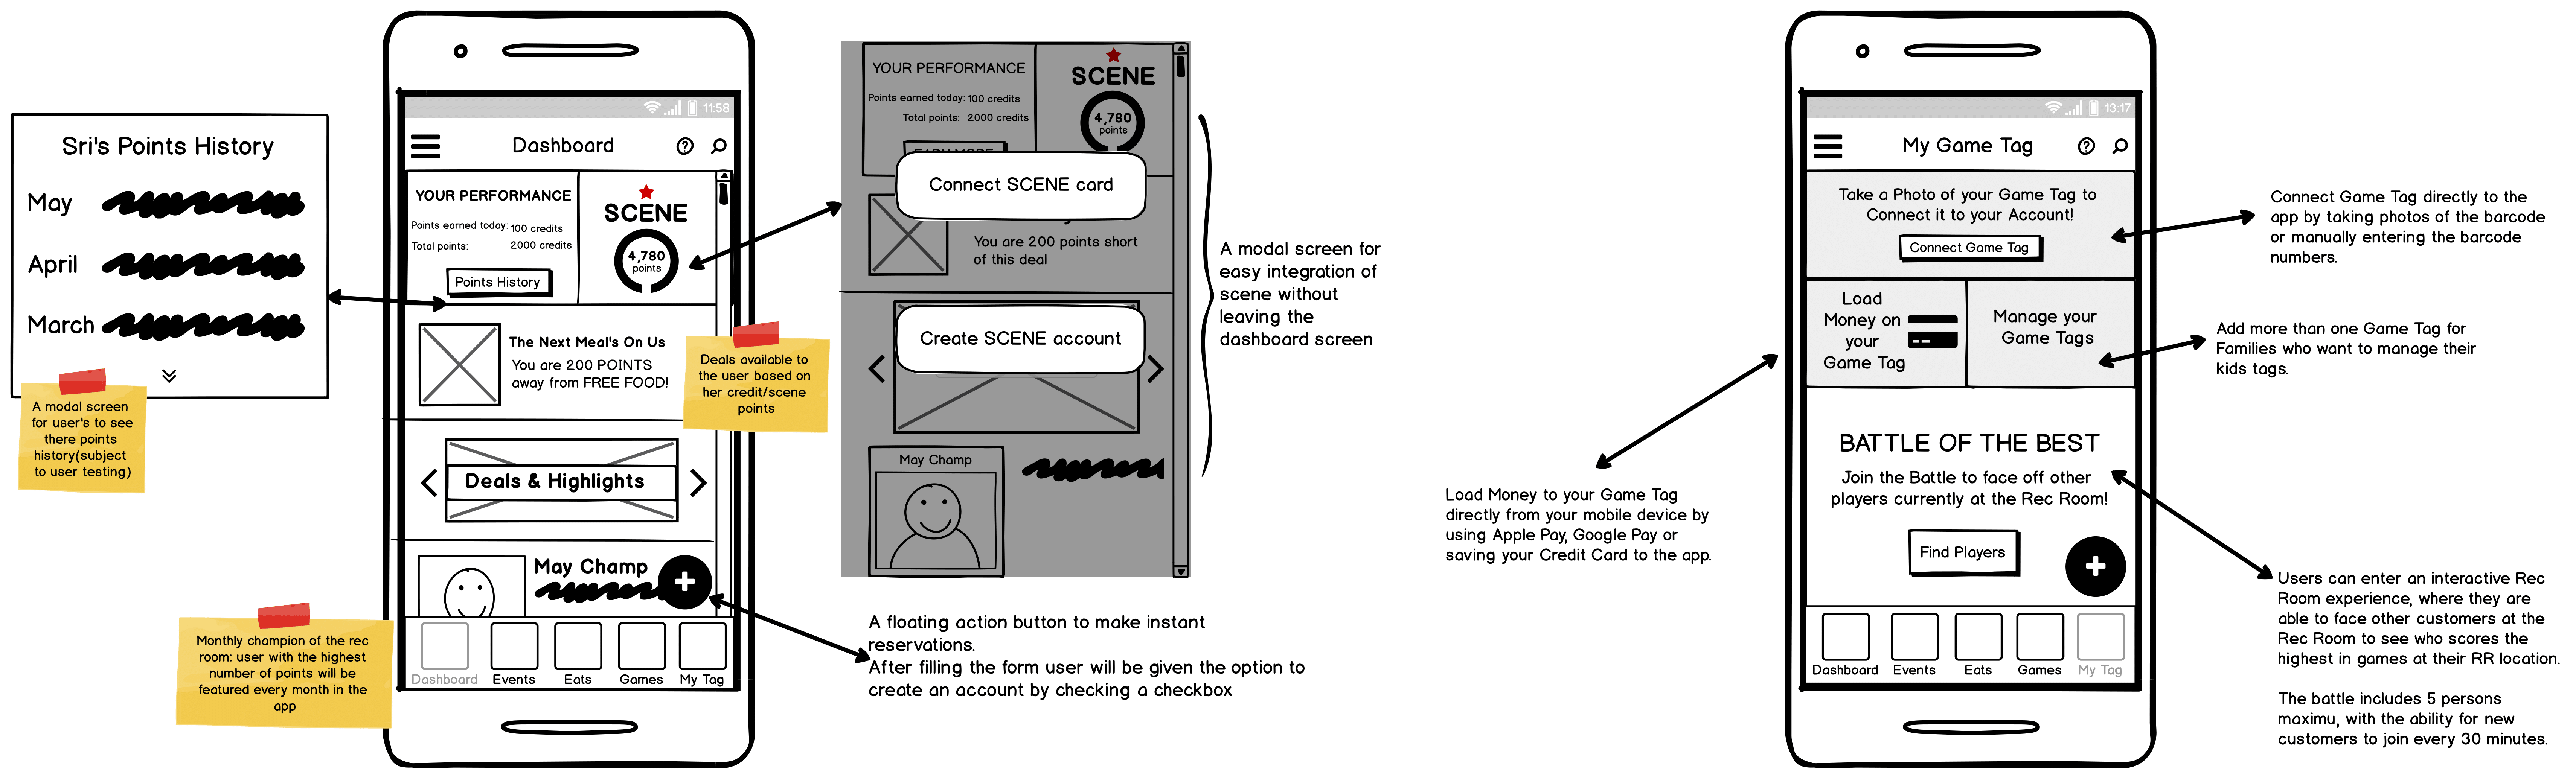 Sri's Points History
May
April
March
A modal screen
for user's to see
there points
history(subject
to user testing)
Monthly champion of the rec
room: user with the highest
number of points will be
featured every month in the
app
11:58
Dashboard
YOUR PERFORMANCE
Points earned today: 100 credits
Total points: 2000 credits
Points History
SCENE
4,780
points
The Next Meal's On Us
You are 200 POINTS
away from FREE FOOD!
Deals & Highlights
May Champ
Dashboard Events Eats Games My Tag
Deals available to
the user based on
her credit/scene
points
YOUR PERFORMANCE
Points earned today: 100 credits
Total points: 2000 credits
EARN MORE
SCENE
4,780
points
Connect SCENE card
You are 200 points short
of this deal
Create SCENE account
May Champ
A modal screen for
easy integration of
scene without
leaving the
dashboard screen
A floating action button to make instant
reservations.
After filling the form user will be given the option to
create an account by checking a checkbox
Load Money to your Game Tag
directly from your mobile device by
using Apple Pay, Google Pay or
saving your Credit Card to the app.
13:17
My Game Tag
Take a Photo of your Game Tag to
Connect it to your Account!
Connect Game Tag
Load
Money on
your
Game Tag
Manage your
Game Tags
BATTLE OF THE BEST
Join the Battle to face off other
players currently at the Rec Room!
Find Players
Dashboard Events Eats Games My Tag
Connect Game Tag directly to the
app by taking photos of the barcode
or manually entering the barcode
numbers.
Add more than one Game Tag for
Families who want to manage their
kids tags.
Users can enter an interactive Rec
Room experience, where they are
able to face other customers at the
Rec Room to see who scores the
highest in games at their RR location.
The battle includes 5 persons
maximu, with the ability for new
customers to join every 30 minutes.